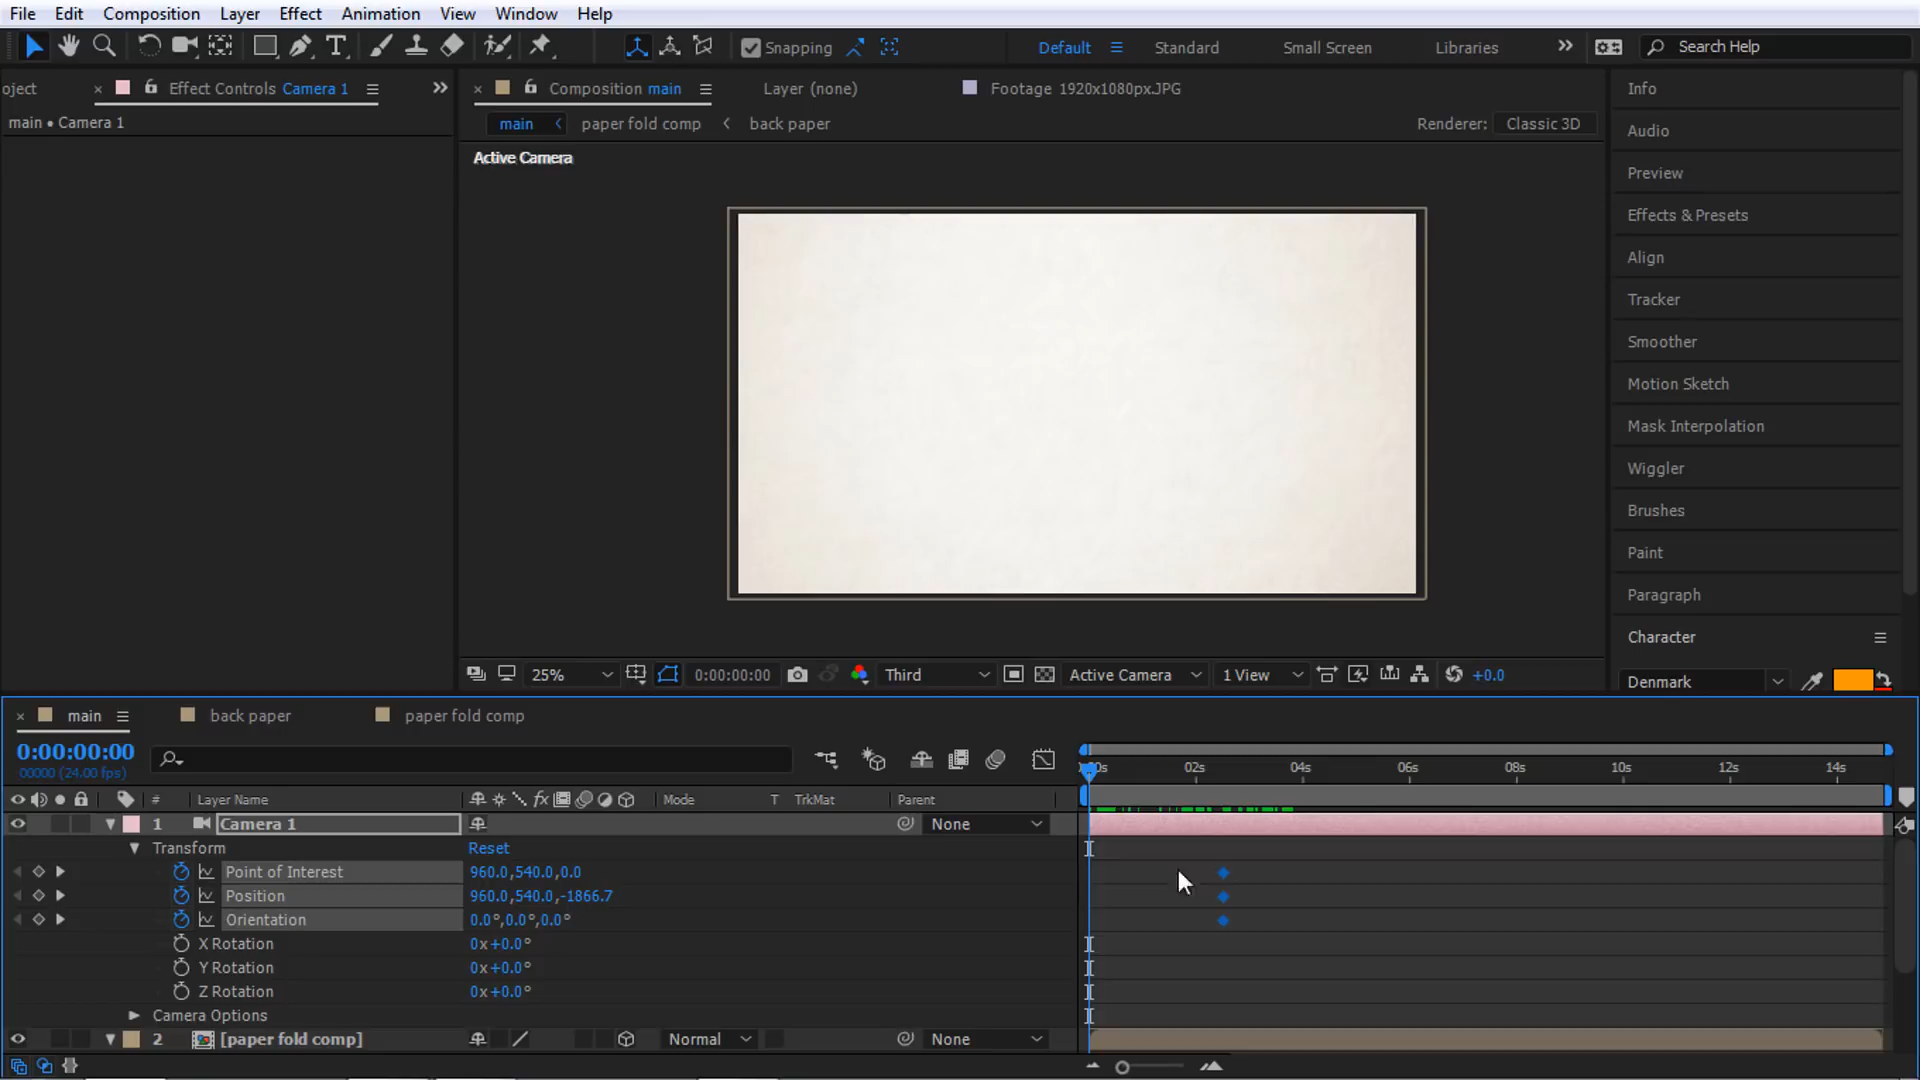 File Edit Composition Layer Effect Animation View Window Help
Snapping Default Standard Small Screen Libraries Search Help
oject Effect Controls Camera 1 Composition main Layer (none) Footage 1920x1080px.JPG Info
main • Camera 1 main paper fold comp back paper Renderer: Classic 3D Audio
Active Camera
Preview
Effects & Presets
Align
Tracker
Smoother
Motion Sketch
Mask Interpolation
Wiggler
Brushes
Paint
Paragraph
Character
25% 0:00:00:00 Third Active Camera 1 View +0.0 Denmark
main back paper paper fold comp
0:00:00:00
00000 (24.00 fps)
02s 04s 06s 08s 10s 12s 14s
# Layer Name fx Mode T TrkMat Parent
1 Camera 1 None
Transform Reset
Point of Interest 960.0,540.0,0.0
Position 960.0,540.0,-1866.7
Orientation 0.0°,0.0°,0.0°
X Rotation 0x+0.0°
Y Rotation 0x+0.0°
Z Rotation 0x+0.0°
Camera Options
2 [paper fold comp] Normal None